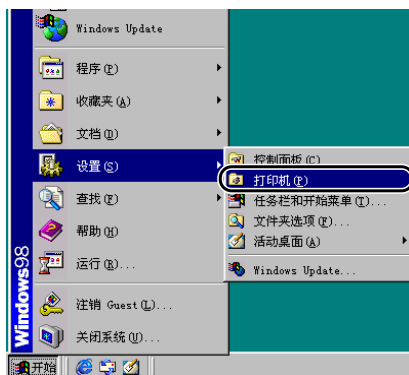 Windows Update
程序(P)
收藏夹(A)
文档(D)
设置(S)
查找(F)
帮助(H)
运行(R)...
注销 Guest(L)...
关闭系统(U)...
控制面板(C)
打印机(P)
任务栏和开始菜单(T)...
文件夹选项(F)...
活动桌面(A)
Windows Update...
Windows98
开始